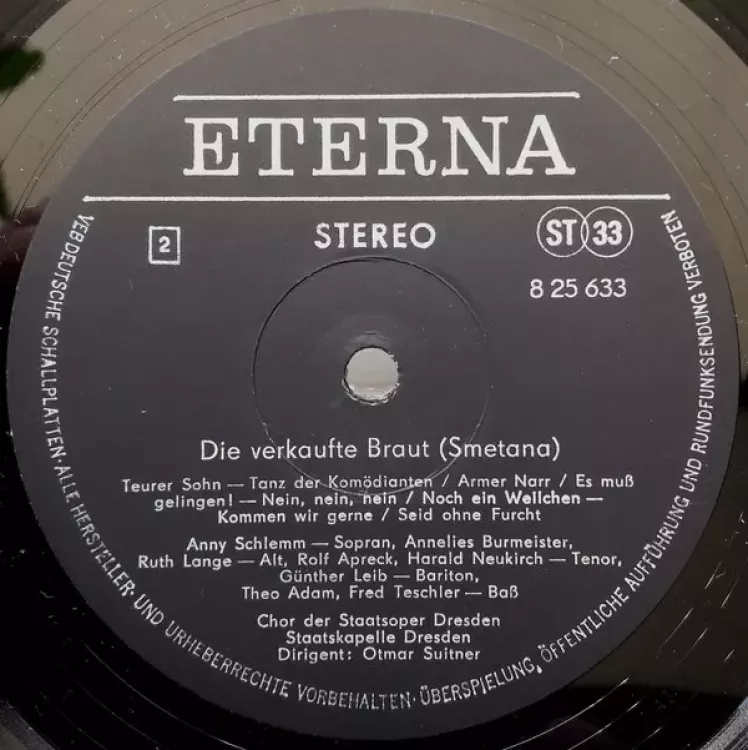 ETERNA
2
STEREO
ST 33
8 25 633
Die verkaufte Braut (Smetana)
Teurer Sohn — Tanz der Komödianten / Armer Narr / Es muß
gelingen! — Nein, nein, nein / Noch ein Weilchen —
Kommen wir gerne / Seid ohne Furcht
Anny Schlemm — Sopran, Annelies Burmeister,
Ruth Lange — Alt, Rolf Apreck, Harald Neukirch — Tenor,
Günther Leib — Bariton,
Theo Adam, Fred Teschler — Baß
Chor der Staatsoper Dresden
Staatskapelle Dresden
Dirigent: Otmar Suitner
VEB DEUTSCHE SCHALLPLATTEN · ALLE HERSTELLER- UND URHEBERRECHTE VORBEHALTEN · ÜBERSPIELUNG, ÖFFENTLICHE AUFFÜHRUNG UND RUNDFUNKSENDUNG VERBOTEN